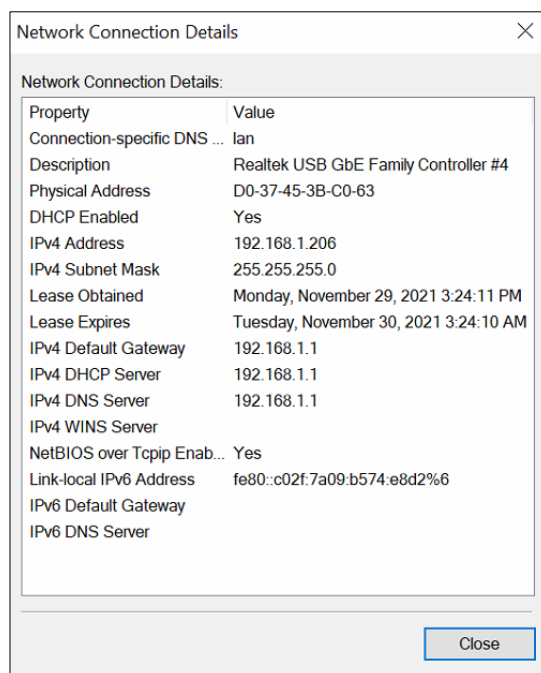 Network Connection Details
Network Connection Details:
Property Value
Connection-specific DNS ... lan
Description Realtek USB GbE Family Controller #4
Physical Address D0-37-45-3B-C0-63
DHCP Enabled Yes
IPv4 Address 192.168.1.206
IPv4 Subnet Mask 255.255.255.0
Lease Obtained Monday, November 29, 2021 3:24:11 PM
Lease Expires Tuesday, November 30, 2021 3:24:10 AM
IPv4 Default Gateway 192.168.1.1
IPv4 DHCP Server 192.168.1.1
IPv4 DNS Server 192.168.1.1
IPv4 WINS Server
NetBIOS over Tcpip Enab... Yes
Link-local IPv6 Address fe80::c02f:7a09:b574:e8d2%6
IPv6 Default Gateway
IPv6 DNS Server
Close